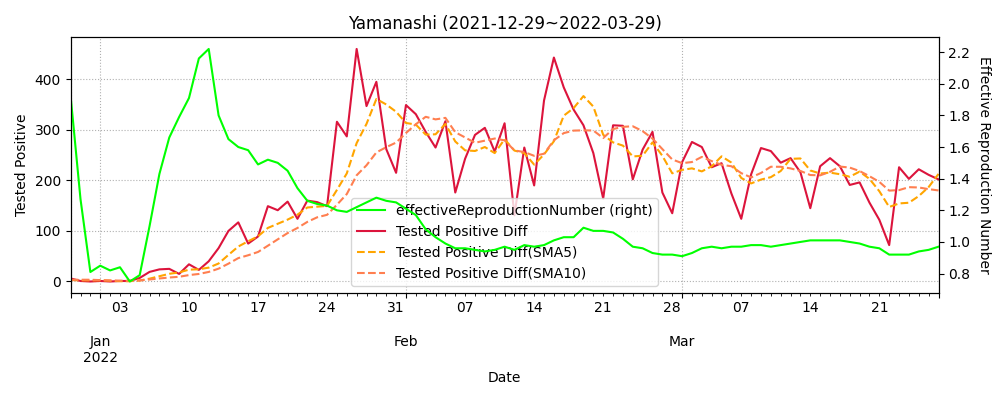 Yamanashi (2021-12-29~2022-03-29)
Tested Positive
400
300
200
100
0
2.2
2.0
1.8
1.6
1.4
1.2
1.0
0.8
Effective Reproduction Number
effectiveReproductionNumber (right)
Tested Positive Diff
Tested Positive Diff(SMA5)
Tested Positive Diff(SMA10)
03 10 17 24 31 07 14 21 28 07 14 21
Jan Feb Mar
2022
Date